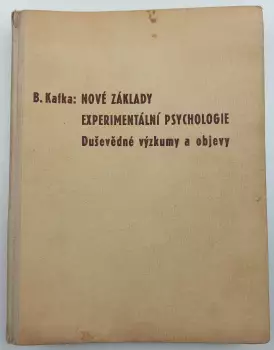 B. Kafka: NOVÉ ZÁKLADY
EXPERIMENTÁLNÍ PSYCHOLOGIE
Duševědné výzkumy a objevy